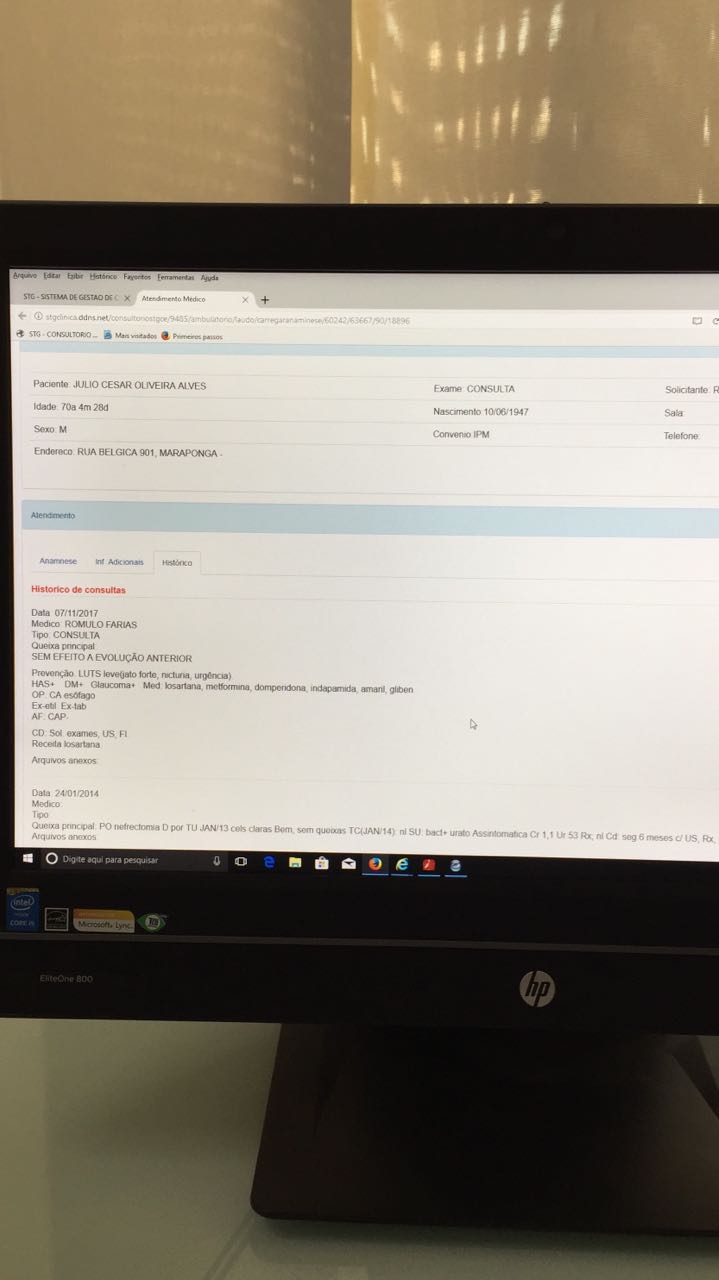 Arquivo Editar Exibir Histórico Favoritos Ferramentas Ajuda
STG - SISTEMA DE GESTAO DE C
Atendimento Médico
stgclinica.ddns.net/consultoriostgce/9485/ambulatorio/laudo/carregaranaminese/60242/63667/90/18896
STG - CONSULTORIO ... Mais visitados Primeiros passos
Paciente: JULIO CESAR OLIVEIRA ALVES
Exame: CONSULTA
Solicitante: R
Idade: 70a 4m 28d
Nascimento:10/06/1947
Sala:
Sexo: M
Convenio:IPM
Telefone:
Endereco: RUA BELGICA 901, MARAPONGA -
Atendimento
Anamnese Inf. Adicionais Histórico
Historico de consultas
Data: 07/11/2017
Medico: ROMULO FARIAS
Tipo: CONSULTA
Queixa principal:
SEM EFEITO A EVOLUÇÃO ANTERIOR
Prevenção. LUTS leve(jato forte, nicturia, urgência).
HAS+ DM+ Glaucoma+ Med: losartana, metformina, domperidona, indapamida, amaril, gliben
OP: CA esôfago
Ex-etil. Ex-tab
AF: CAP-
CD: Sol. exames, US, Fl.
Receita losartana
Arquivos anexos:
Data: 24/01/2014
Medico:
Tipo:
Queixa principal: PO nefrectomia D por TU JAN/13 cels claras Bem, sem queixas TC(JAN/14): nl SU: bact+ urato Assintomatica Cr 1,1 Ur 53 Rx; nl Cd: seg 6 meses c/ US, Rx,
Arquivos anexos:
Digite aqui para pesquisar
intel
inside
CORE i5
Microsoft Lync
EliteOne 800
hp